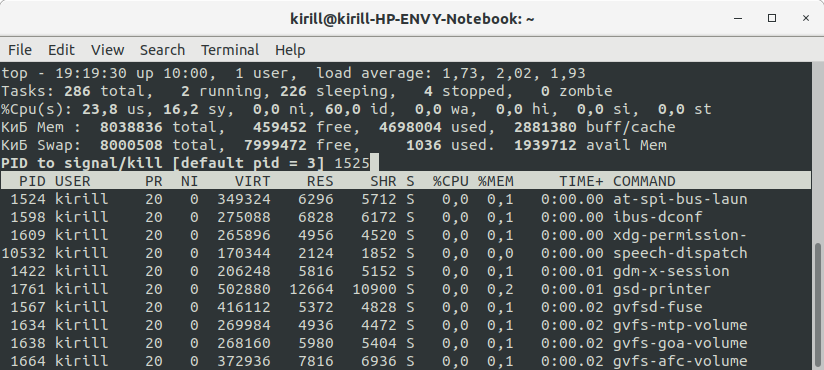 kirill@kirill-HP-ENVY-Notebook: ~
File Edit View Search Terminal Help
top - 19:19:30 up 10:00, 1 user, load average: 1,73, 2,02, 1,93
Tasks: 286 total, 2 running, 226 sleeping, 4 stopped, 0 zombie
%Cpu(s): 23,8 us, 16,2 sy, 0,0 ni, 60,0 id, 0,0 wa, 0,0 hi, 0,0 si, 0,0 st
КиБ Mem : 8038836 total, 459452 free, 4698004 used, 2881380 buff/cache
КиБ Swap: 8000508 total, 7999472 free, 1036 used. 1939712 avail Mem
PID to signal/kill [default pid = 3] 1525
PID USER PR NI VIRT RES SHR S %CPU %MEM TIME+ COMMAND
1524 kirill 20 0 349324 6296 5712 S 0,0 0,1 0:00.00 at-spi-bus-laun
1598 kirill 20 0 275088 6828 6172 S 0,0 0,1 0:00.00 ibus-dconf
1609 kirill 20 0 265896 4956 4520 S 0,0 0,1 0:00.00 xdg-permission-
10532 kirill 20 0 170344 2124 1852 S 0,0 0,0 0:00.00 speech-dispatch
1422 kirill 20 0 206248 5816 5152 S 0,0 0,1 0:00.01 gdm-x-session
1761 kirill 20 0 502880 12664 10900 S 0,0 0,2 0:00.01 gsd-printer
1567 kirill 20 0 416112 5372 4828 S 0,0 0,1 0:00.02 gvfsd-fuse
1634 kirill 20 0 269984 4936 4472 S 0,0 0,1 0:00.02 gvfs-mtp-volume
1638 kirill 20 0 268160 5980 5404 S 0,0 0,1 0:00.02 gvfs-goa-volume
1664 kirill 20 0 372936 7816 6936 S 0,0 0,1 0:00.02 gvfs-afc-volume